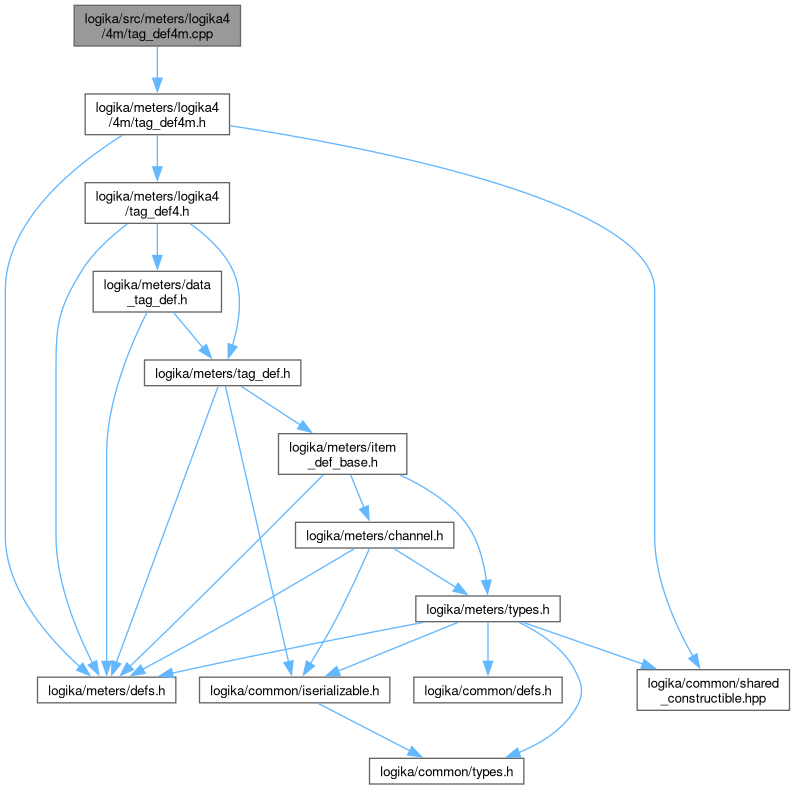 logika/src/meters/logika4
/4m/tag_def4m.cpp
logika/meters/logika4
/4m/tag_def4m.h
logika/meters/logika4
/tag_def4.h
logika/meters/data
_tag_def.h
logika/meters/tag_def.h
logika/meters/item
_def_base.h
logika/meters/channel.h
logika/meters/types.h
logika/meters/defs.h
logika/common/iserializable.h
logika/common/defs.h
logika/common/shared
_constructible.hpp
logika/common/types.h